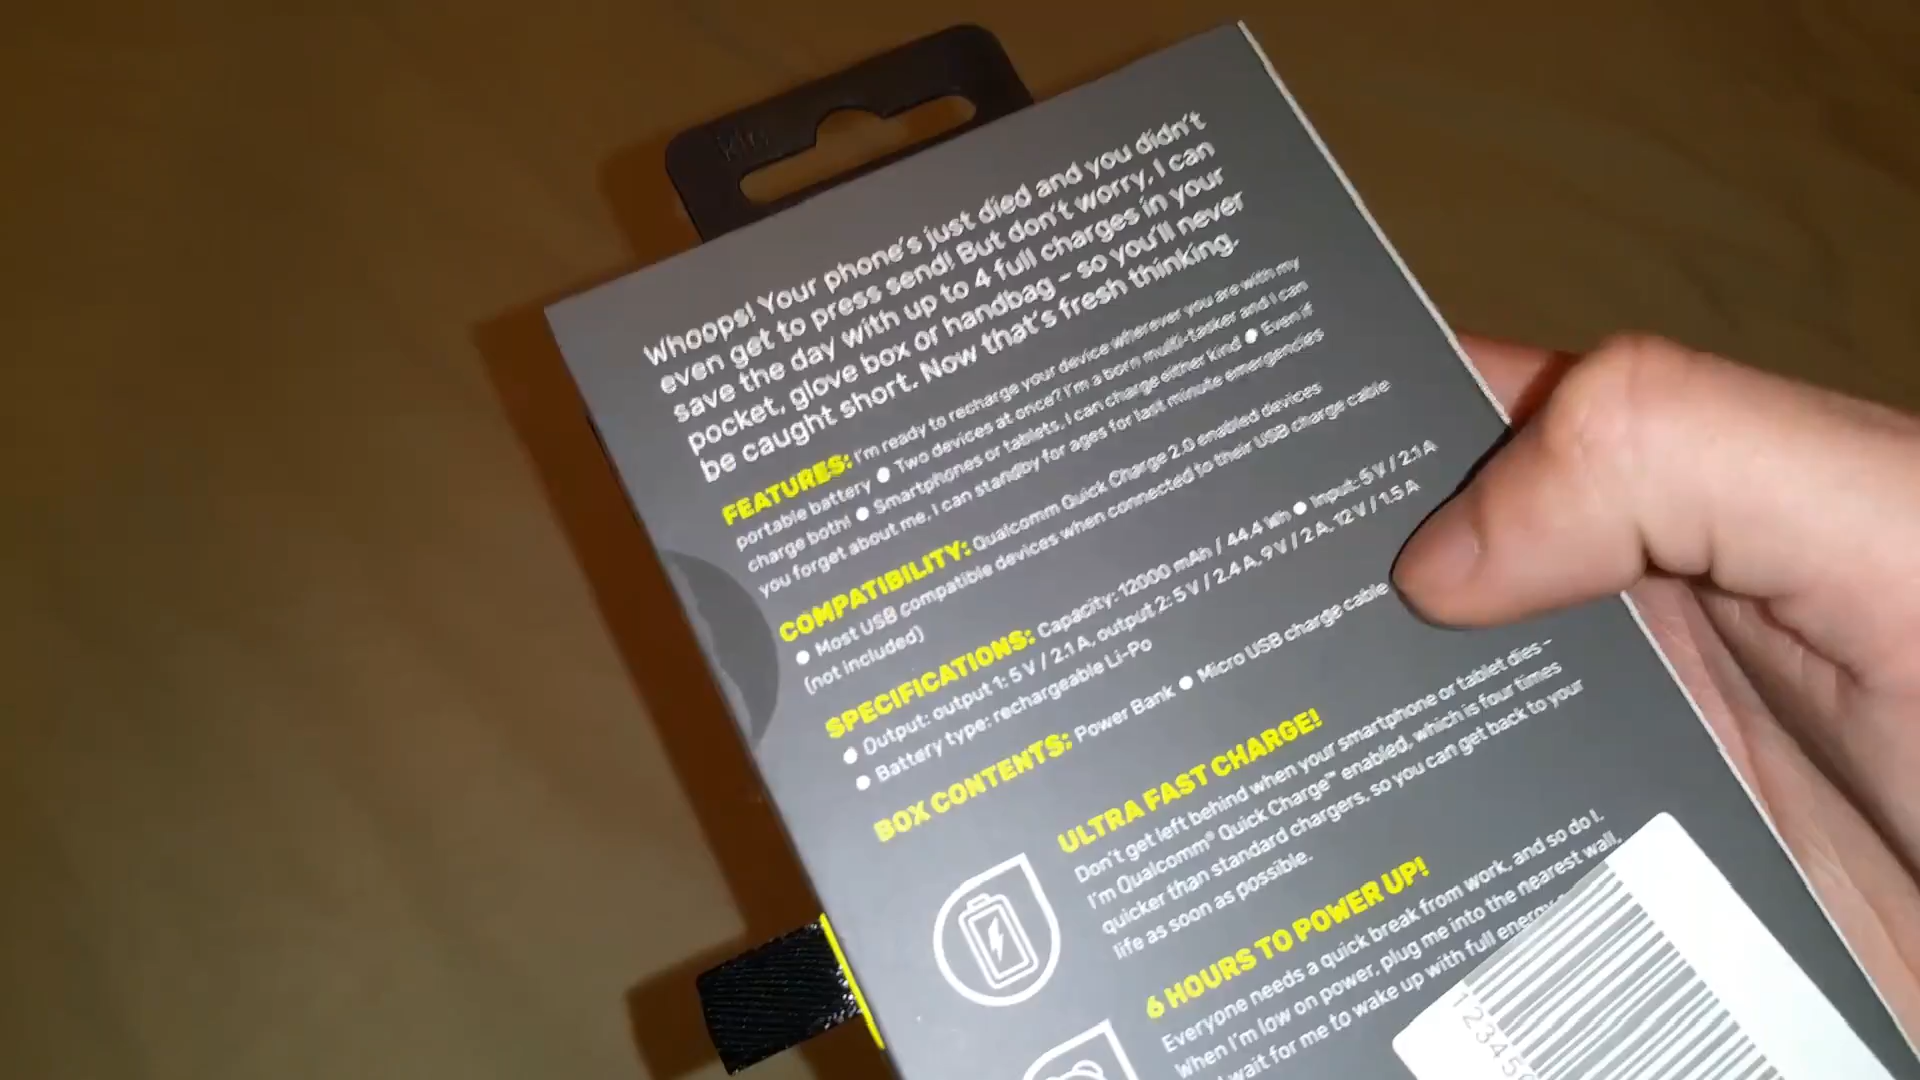 Whoops! Your phone's just died and you didn't
even get to press send! But don't worry, I can
save the day with up to 4 full charges in your
pocket, glove box or handbag – so you'll never
be caught short. Now that's fresh thinking.
FEATURES: I'm ready to recharge your device wherever you are with my
portable battery ● Two devices at once? I'm a born multi-tasker and I can
charge both! ● Smartphones or tablets, I can charge either kind ● Even if
you forget about me, I can standby for ages for last minute emergencies
COMPATIBILITY: Qualcomm Quick Charge 2.0 enabled devices
● Most USB compatible devices when connected to their USB charge cable
(not included)
SPECIFICATIONS: Capacity: 12000 mAh / 44.4 Wh ● Input: 5 V / 2.1 A
● Output: output 1: 5 V / 2.1 A, output 2: 5 V / 2.4 A, 9 V / 2 A, 12 V / 1.5 A
● Battery type: rechargeable Li-Po
BOX CONTENTS: Power Bank ● Micro USB charge cable
ULTRA FAST CHARGE!
Don't get left behind when your smartphone or tablet dies –
I'm Qualcomm® Quick Charge™ enabled, which is four times
quicker than standard chargers, so you can get back to your
life as soon as possible.
6 HOURS TO POWER UP!
Everyone needs a quick break from work, and so do I.
When I'm low on power, plug me into the nearest wall,
wait for me to wake up with full energy
12345